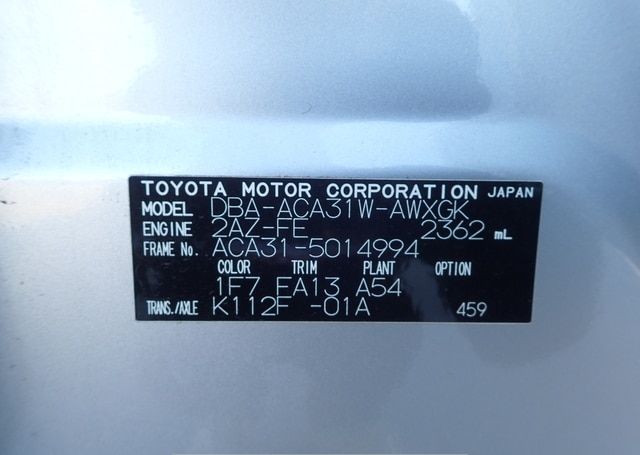 TOYOTA MOTOR CORPORATION JAPAN
MODEL DBA-ACA31W-AWXGK
ENGINE 2AZ-FE 2362 mL
FRAME No. ACA31-5014994
COLOR TRIM PLANT OPTION
1F7 FA13 A54
TRANS./AXLE K112F -01A 459